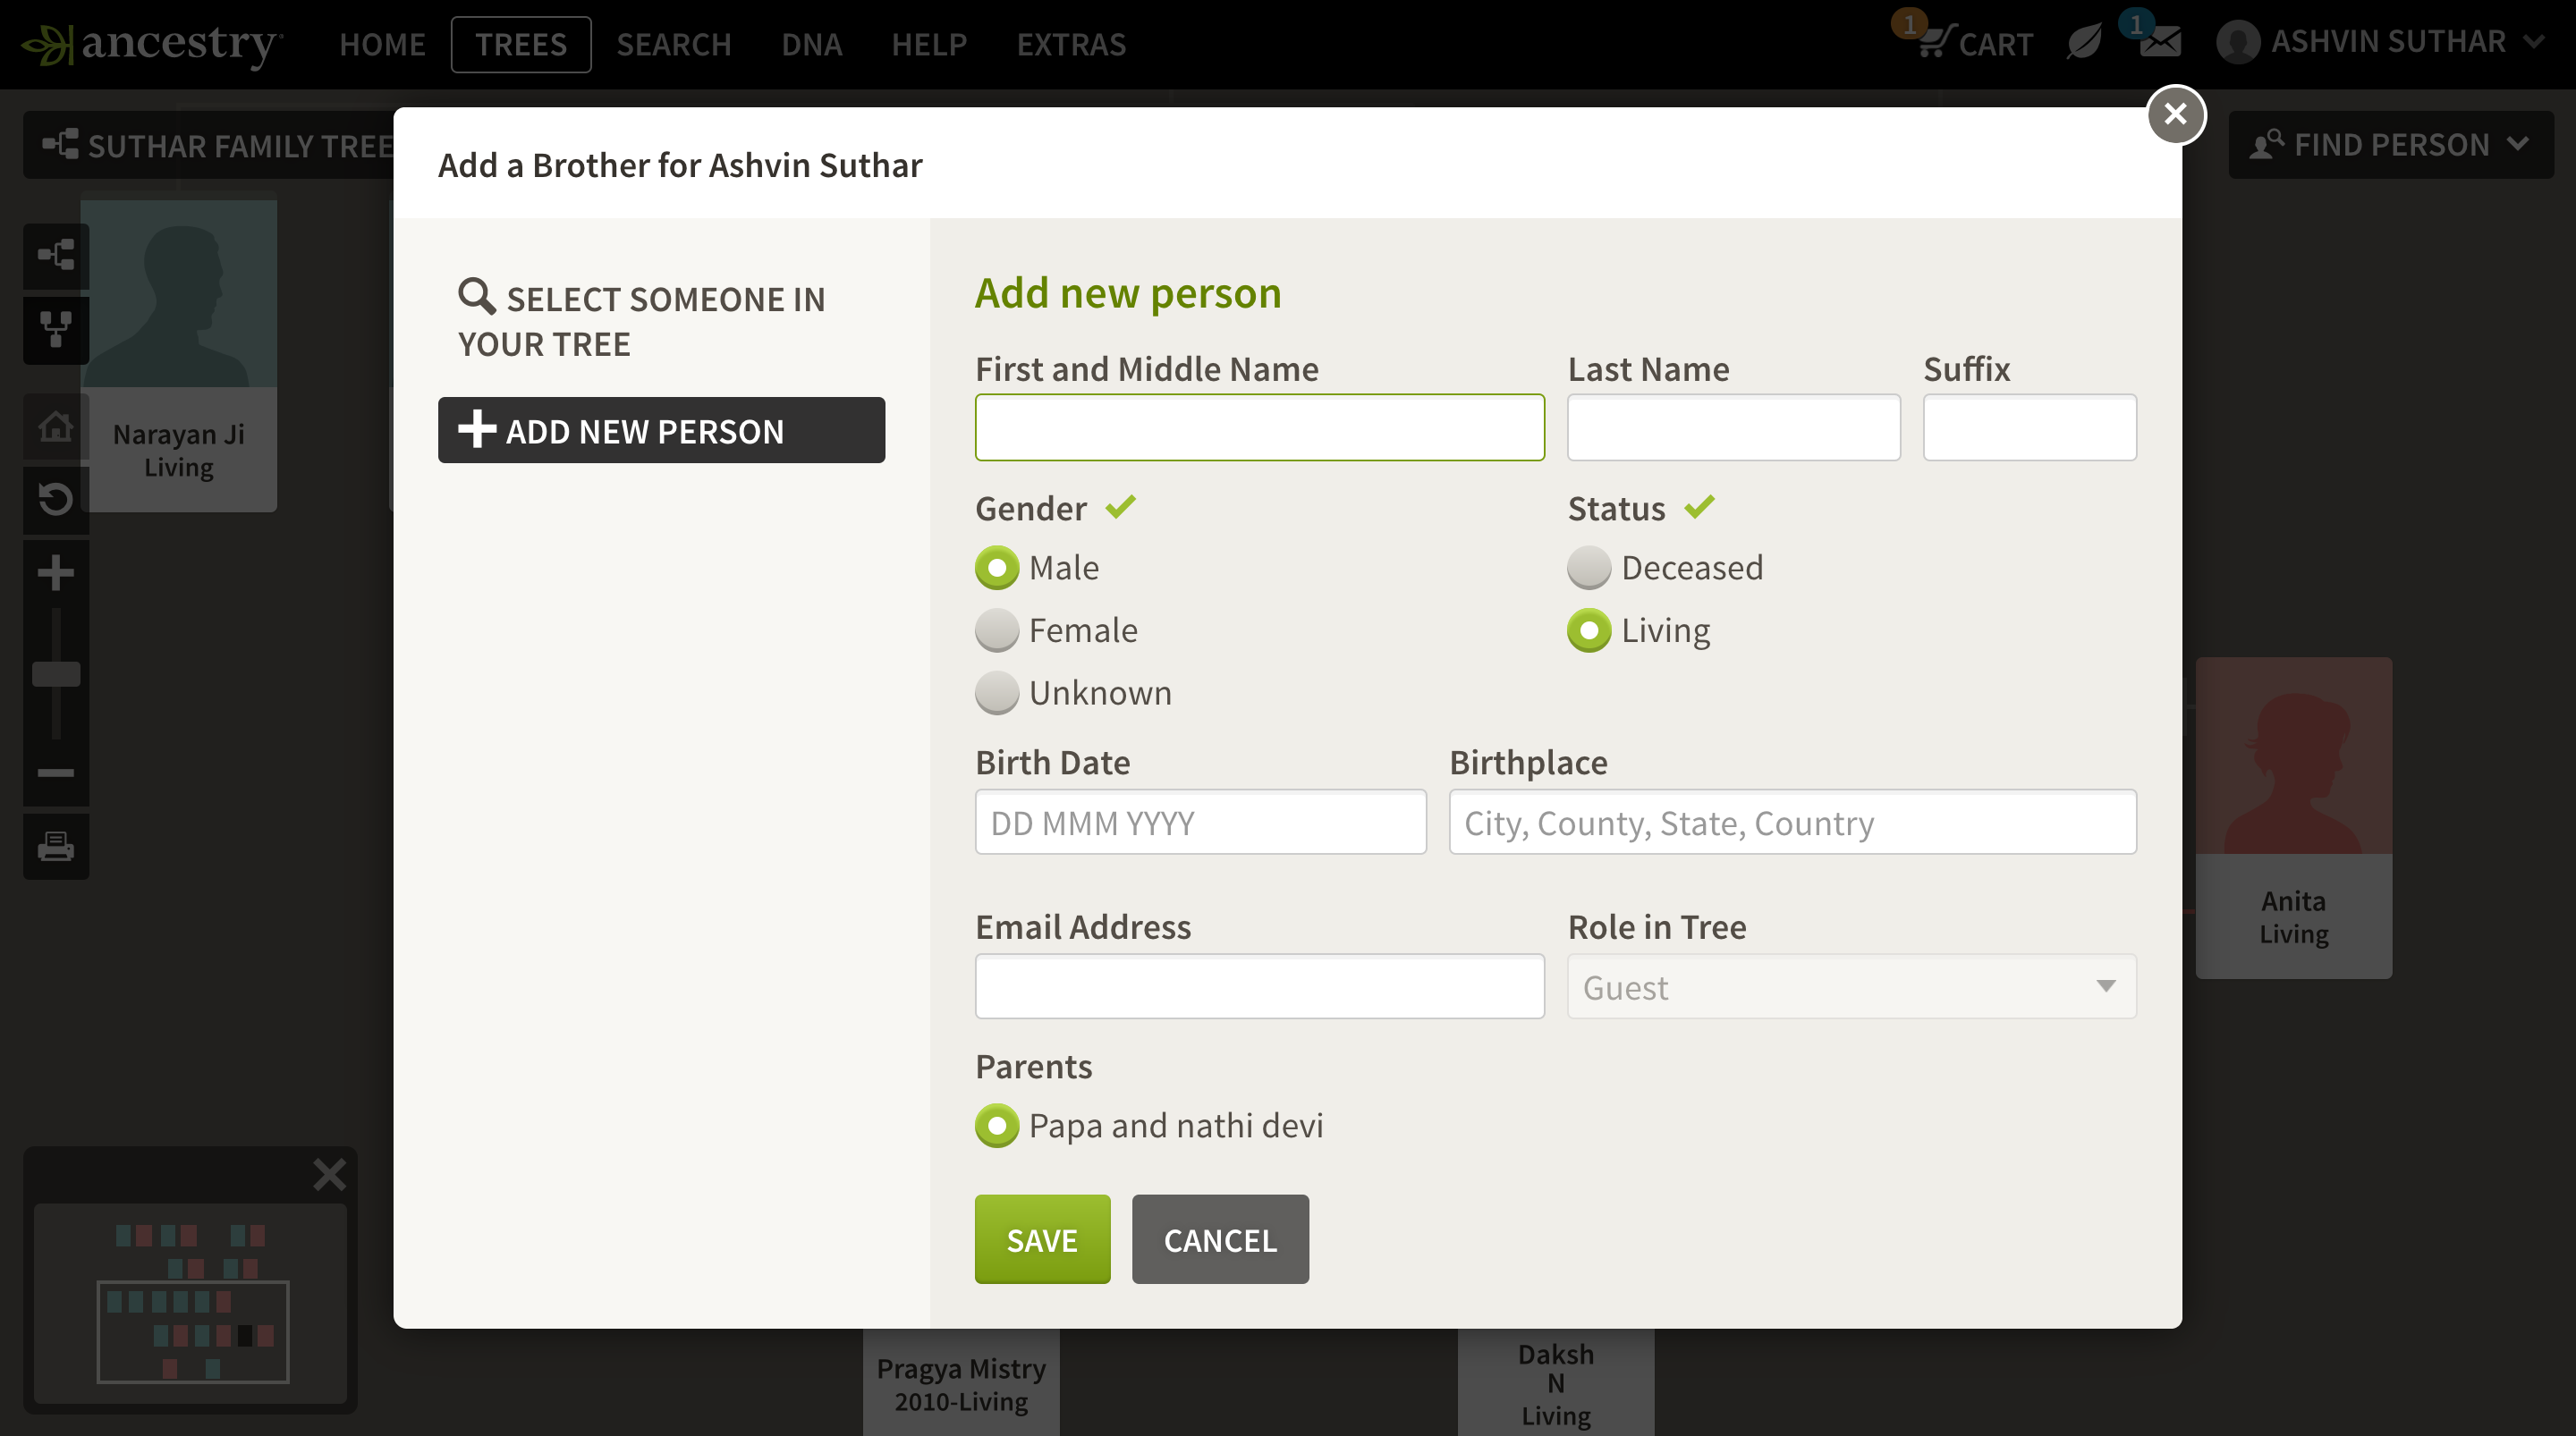 ancestry
HOME
TREES
SEARCH
DNA
HELP
EXTRAS
1
CART
1
ASHVIN SUTHAR
SUTHAR FAMILY TREE
FIND PERSON
Add a Brother for Ashvin Suthar
SELECT SOMEONE IN
YOUR TREE
ADD NEW PERSON
Add new person
First and Middle Name
Last Name
Suffix
Gender
Status
Male
Deceased
Female
Living
Unknown
Birth Date
Birthplace
DD MMM YYYY
City, County, State, Country
Email Address
Role in Tree
Guest
Parents
Papa and nathi devi
SAVE
CANCEL
Narayan Ji
Living
Anita
Living
Pragya Mistry
2010-Living
Daksh
N
Living